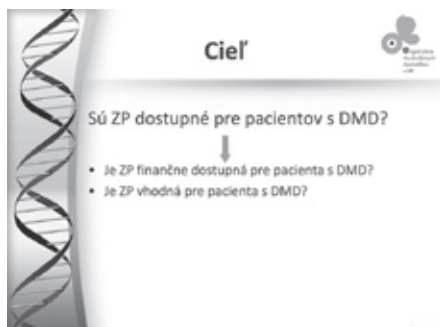 Cieľ
Sú ZP dostupné pre pacientov s DMD?
• Je ZP finančne dostupná pre pacienta s DMD?
• Je ZP vhodná pre pacienta s DMD?